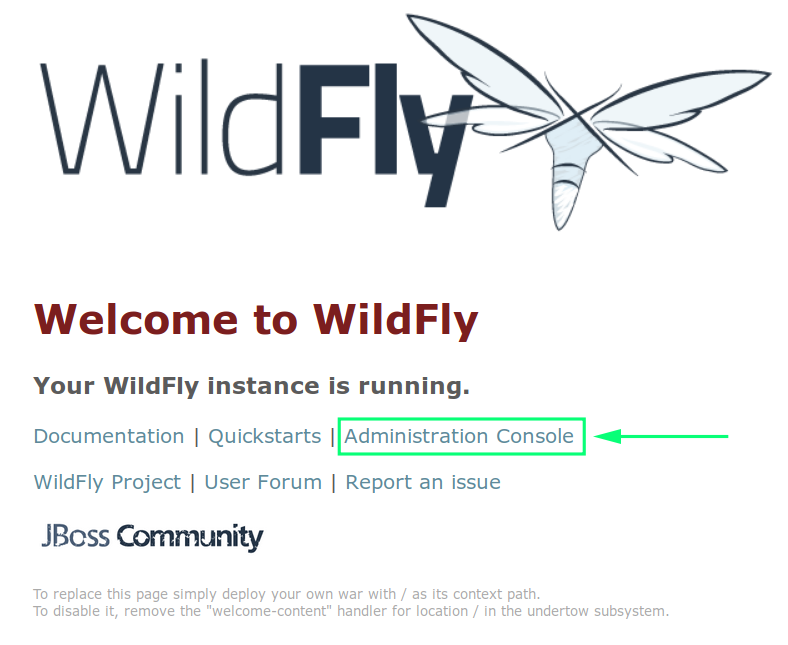 WildFly
Welcome to WildFly
Your WildFly instance is running.
Documentation | Quickstarts | Administration Console
WildFly Project | User Forum | Report an issue
JBoss Community
To replace this page simply deploy your own war with / as its context path.
To disable it, remove the "welcome-content" handler for location / in the undertow subsystem.